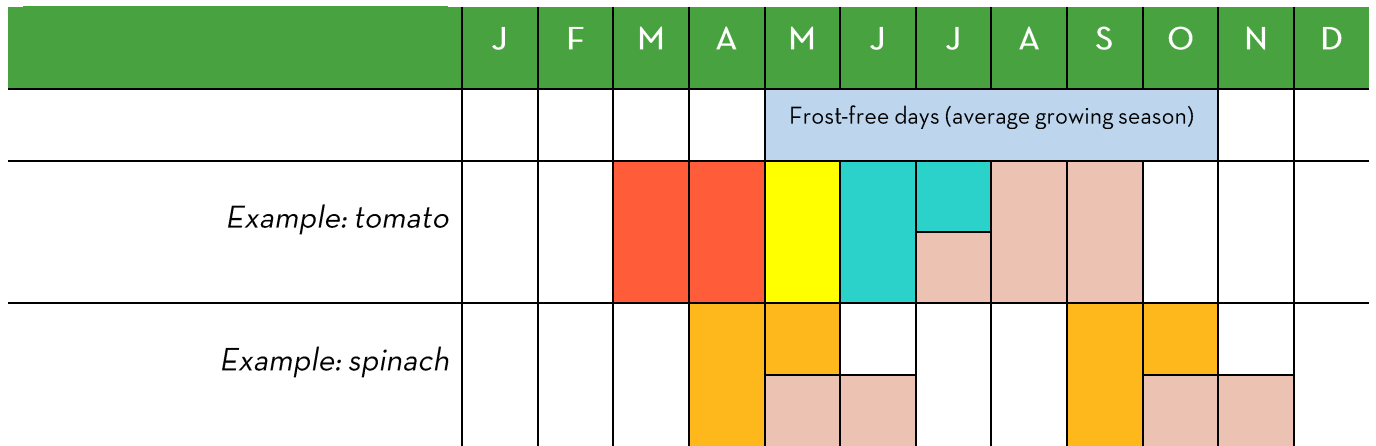 J F M A M J J A S O N D
Frost-free days (average growing season)
Example: tomato
Example: spinach